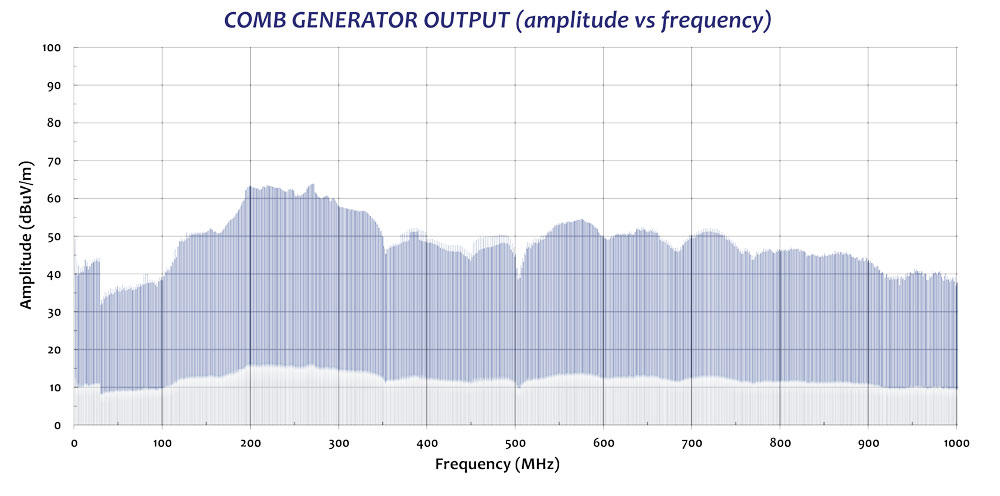 COMB GENERATOR OUTPUT (amplitude vs frequency)
100
90
80
70
60
50
40
30
20
10
0
Amplitude (dBuV/m)
0 100 200 300 400 500 600 700 800 900 1000
Frequency (MHz)